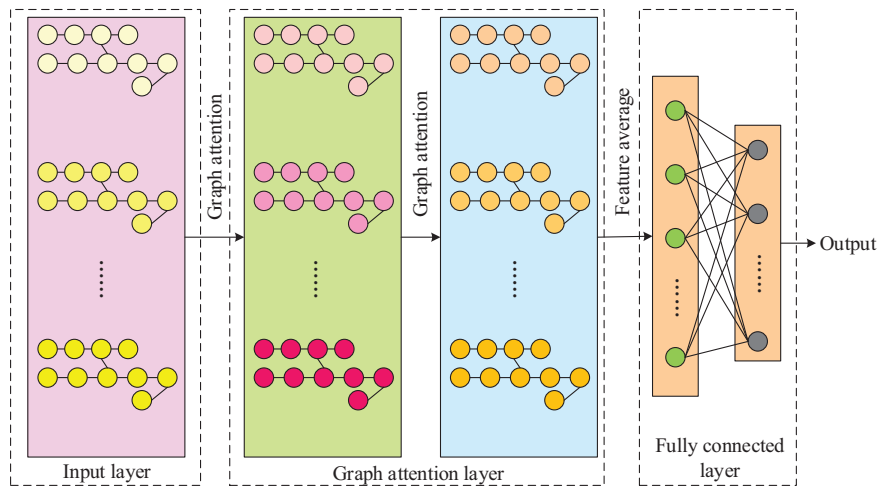 Graph attention
Graph attention
Feature average
Output
Input layer
Graph attention layer
Fully connected
layer